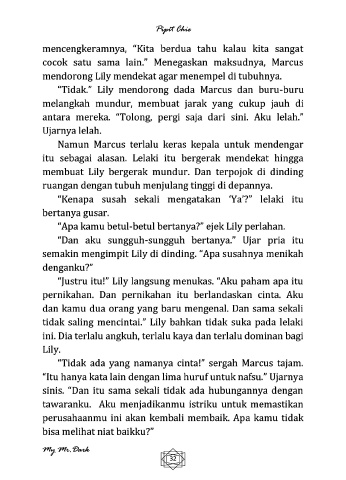 Pipit Chie
mencengkeramnya, “Kita berdua tahu kalau kita sangat
cocok satu sama lain.” Menegaskan maksudnya, Marcus
mendorong Lily mendekat agar menempel di tubuhnya.
“Tidak.” Lily mendorong dada Marcus dan buru-buru
melangkah mundur, membuat jarak yang cukup jauh di
antara mereka. “Tolong, pergi saja dari sini. Aku lelah.”
Ujarnya lelah.
Namun Marcus terlalu keras kepala untuk mendengar
itu sebagai alasan. Lelaki itu bergerak mendekat hingga
membuat Lily bergerak mundur. Dan terpojok di dinding
ruangan dengan tubuh menjulang tinggi di depannya.
“Kenapa susah sekali mengatakan ‘Ya’?” lelaki itu
bertanya gusar.
“Apa kamu betul-betul bertanya?” ejek Lily perlahan.
“Dan aku sungguh-sungguh bertanya.” Ujar pria itu
semakin mengimpit Lily di dinding. “Apa susahnya menikah
denganku?”
“Justru itu!” Lily langsung menukas. “Aku paham apa itu
pernikahan. Dan pernikahan itu berlandaskan cinta. Aku
dan kamu dua orang yang baru mengenal. Dan sama sekali
tidak saling mencintai.” Lily bahkan tidak suka pada lelaki
ini. Dia terlalu angkuh, terlalu kaya dan terlalu dominan bagi
Lily.
“Tidak ada yang namanya cinta!” sergah Marcus tajam.
“Itu hanya kata lain dengan lima huruf untuk nafsu.” Ujarnya
sinis. “Dan itu sama sekali tidak ada hubungannya dengan
tawaranku. Aku menjadikanmu istriku untuk memastikan
perusahaanmu ini akan kembali membaik. Apa kamu tidak
bisa melihat niat baikku?”
My Mr.Dark
32